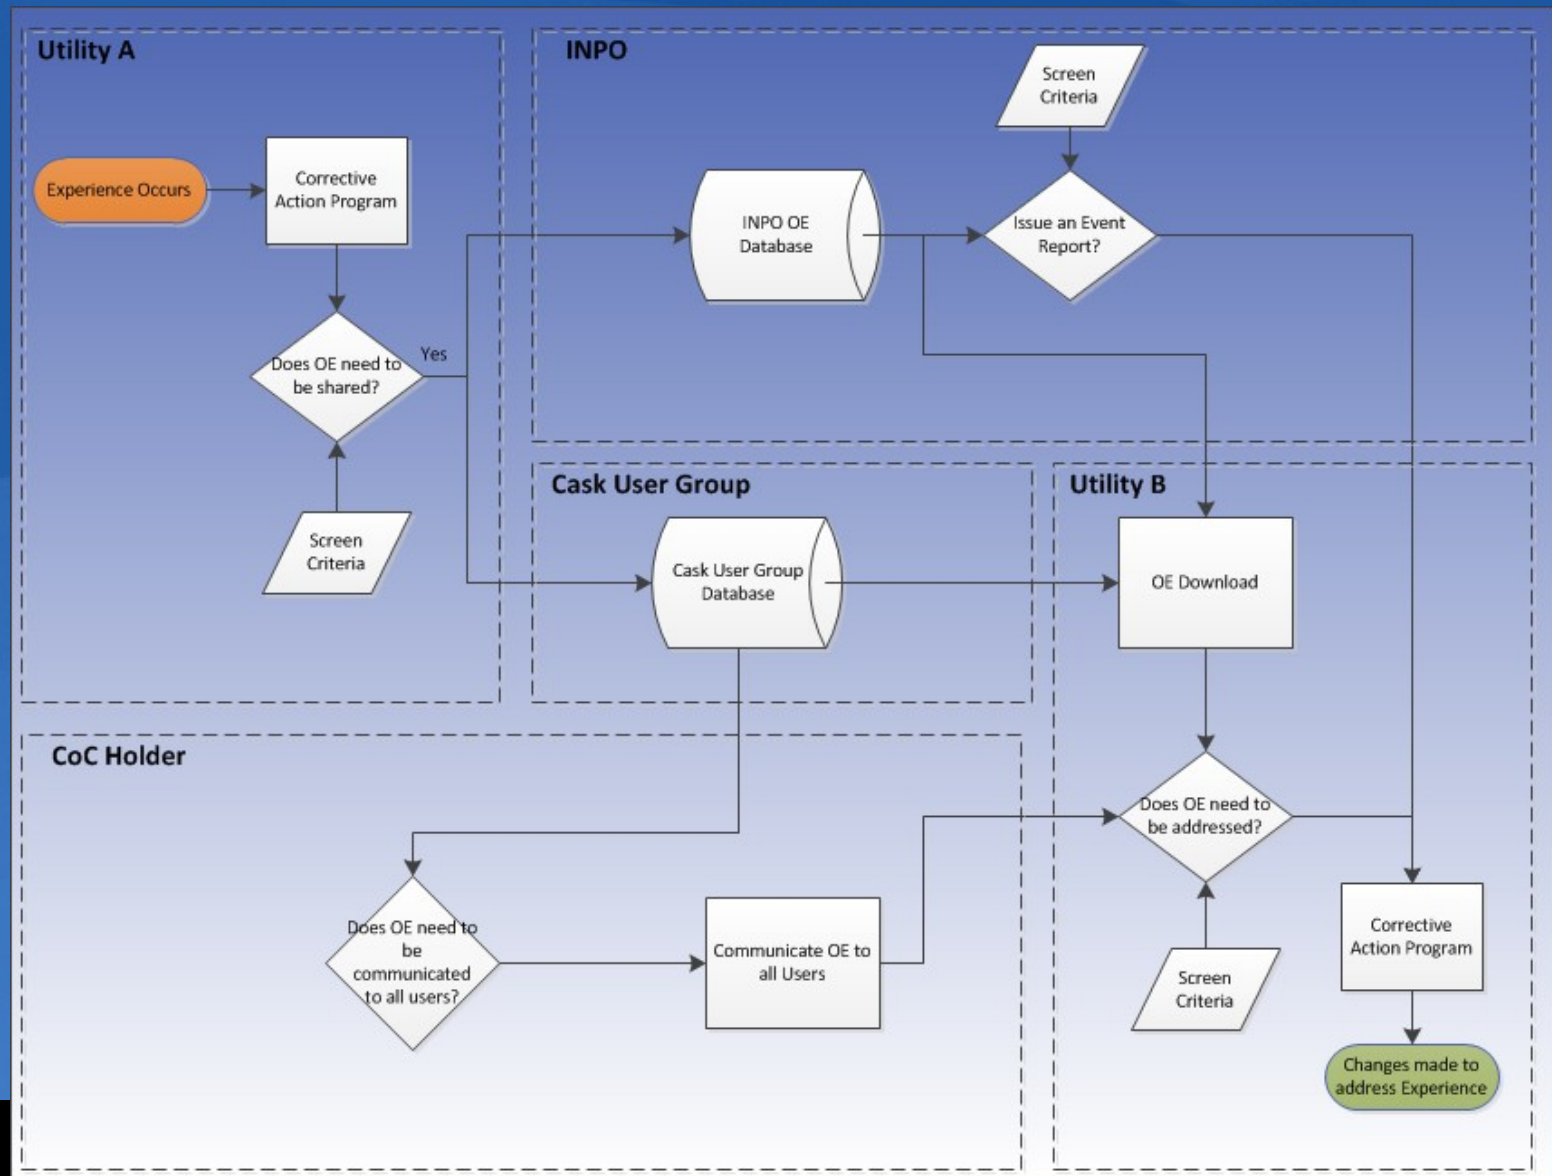 Utility A
Experience Occurs
Corrective
Action Program
Does OE need to
be shared?
Yes
Screen
Criteria
INPO
Screen
Criteria
INPO OE
Database
Issue an Event
Report?
Cask User Group
Cask User Group
Database
Utility B
OE Download
Does OE need to
be addressed?
Screen
Criteria
Corrective
Action Program
Changes made to
address Experience
CoC Holder
Does OE need to
be
communicated
to all users?
Communicate OE to
all Users